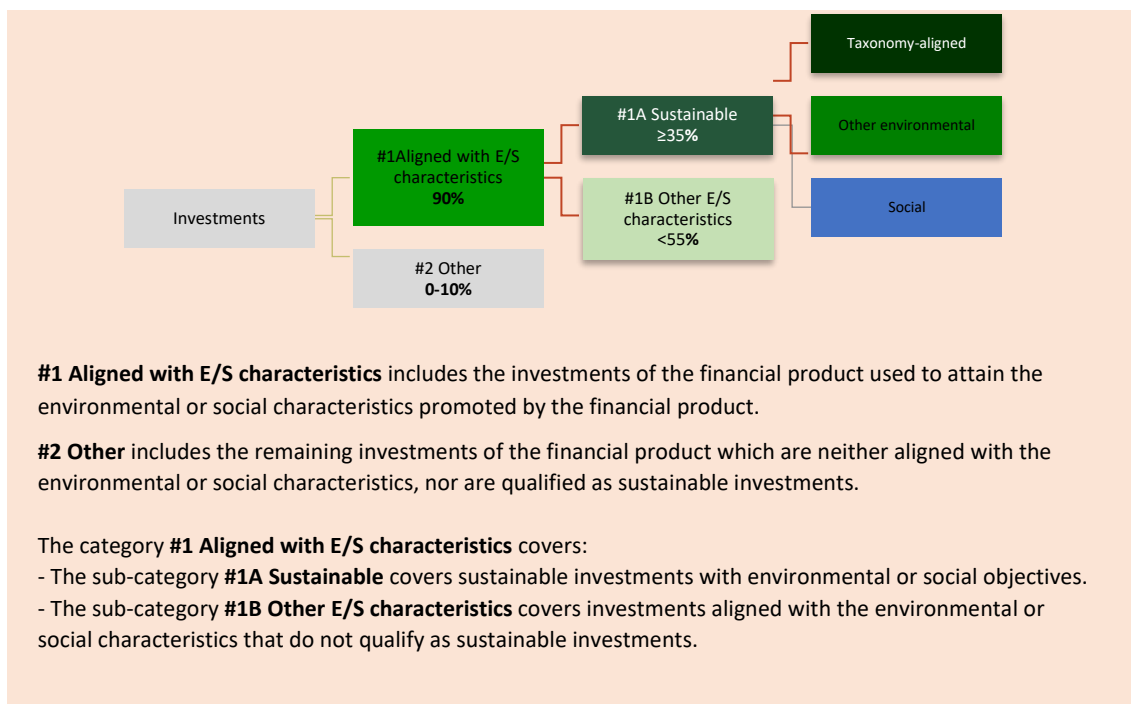 Taxonomy-aligned
#1A Sustainable
≥35%
Other environmental
#1Aligned with E/S
characteristics
90%
#1B Other E/S
characteristics
<55%
Social
Investments
#2 Other
0-10%
#1 Aligned with E/S characteristics includes the investments of the financial product used to attain the
environmental or social characteristics promoted by the financial product.
#2 Other includes the remaining investments of the financial product which are neither aligned with the
environmental or social characteristics, nor are qualified as sustainable investments.
The category #1 Aligned with E/S characteristics covers:
- The sub-category #1A Sustainable covers sustainable investments with environmental or social objectives.
- The sub-category #1B Other E/S characteristics covers investments aligned with the environmental or
social characteristics that do not qualify as sustainable investments.